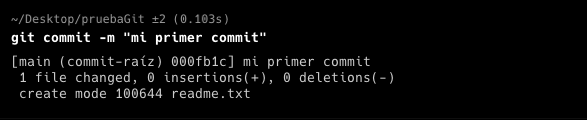 ~/Desktop/pruebaGit ±2 (0.103s)
git commit -m "mi primer commit"
[main (commit-raíz) 000fb1c] mi primer commit
 1 file changed, 0 insertions(+), 0 deletions(-)
 create mode 100644 readme.txt